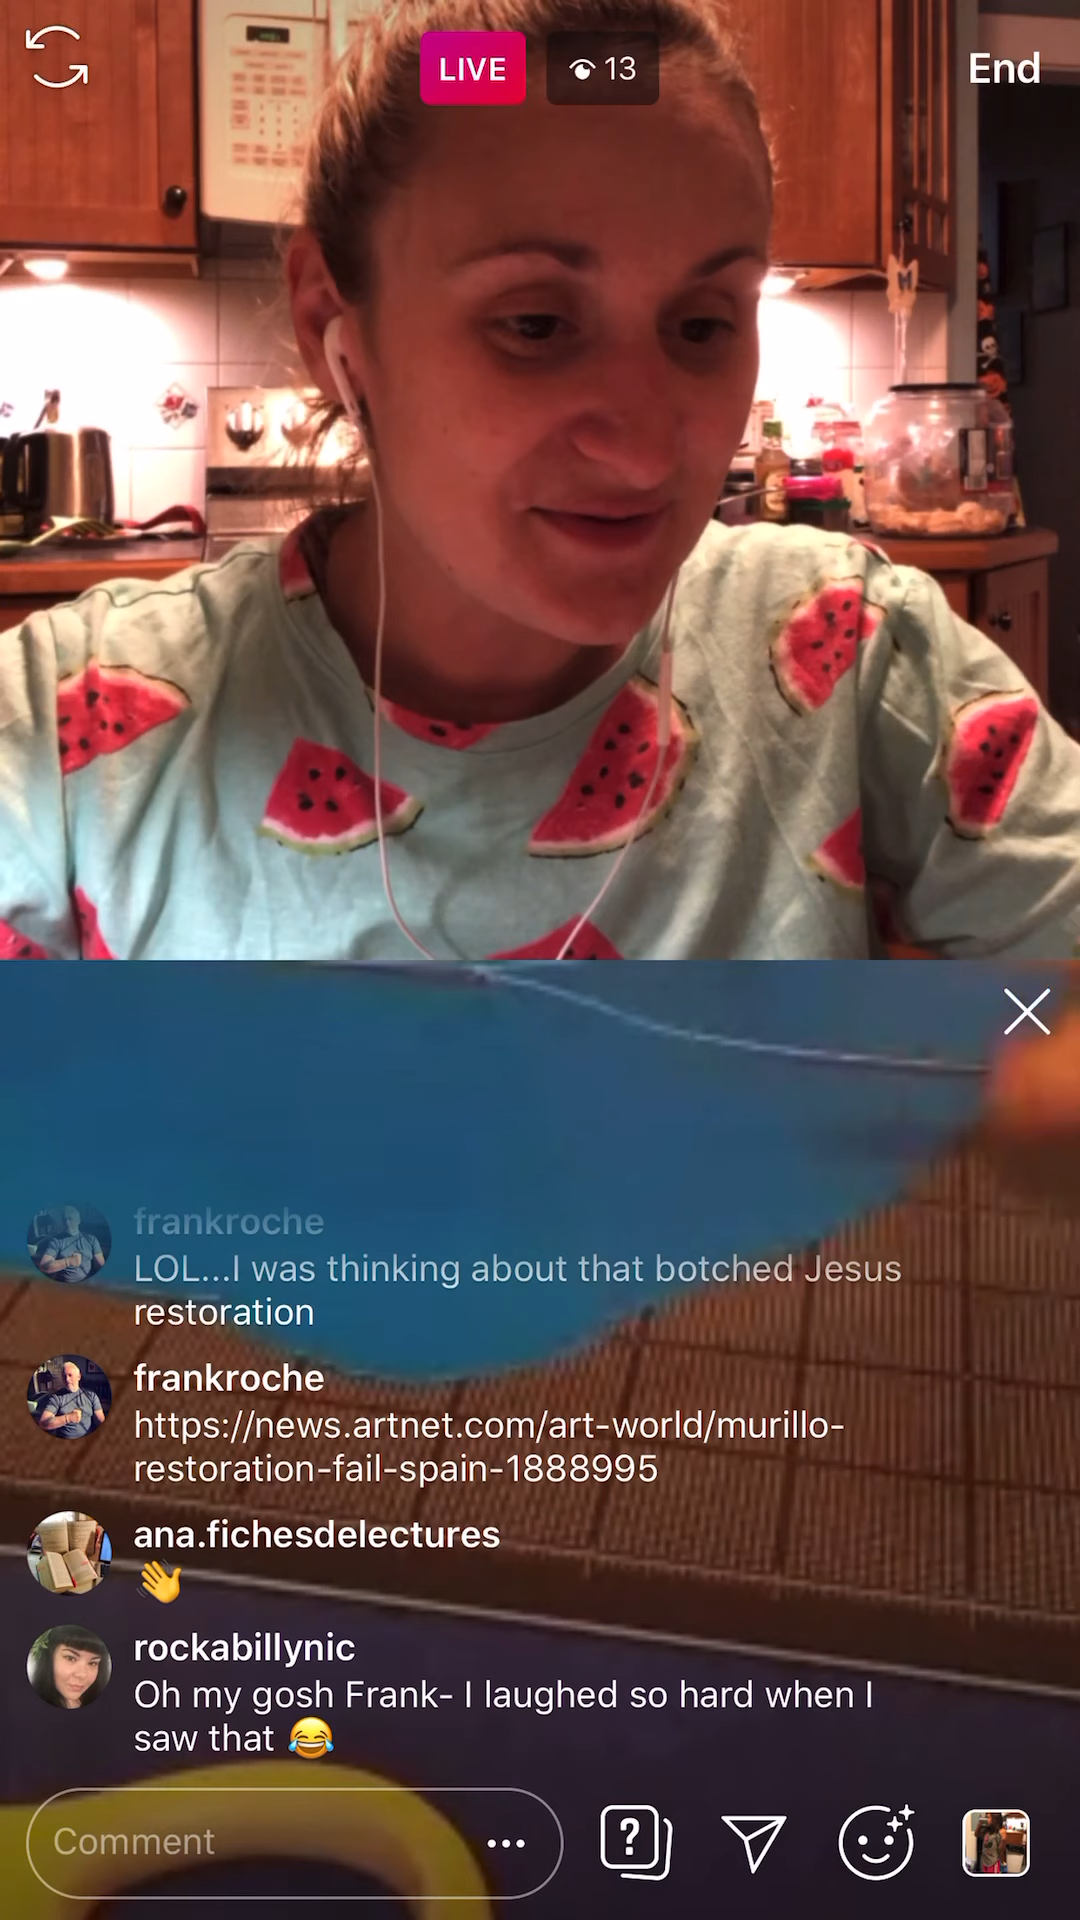 LIVE
13
End
frankroche
LOL...I was thinking about that botched Jesus
restoration
frankroche
https://news.artnet.com/art-world/murillo-
restoration-fail-spain-1888995
ana.fichesdelectures
👋
rockabillynic
Oh my gosh Frank- I laughed so hard when I
saw that 😂
Comment